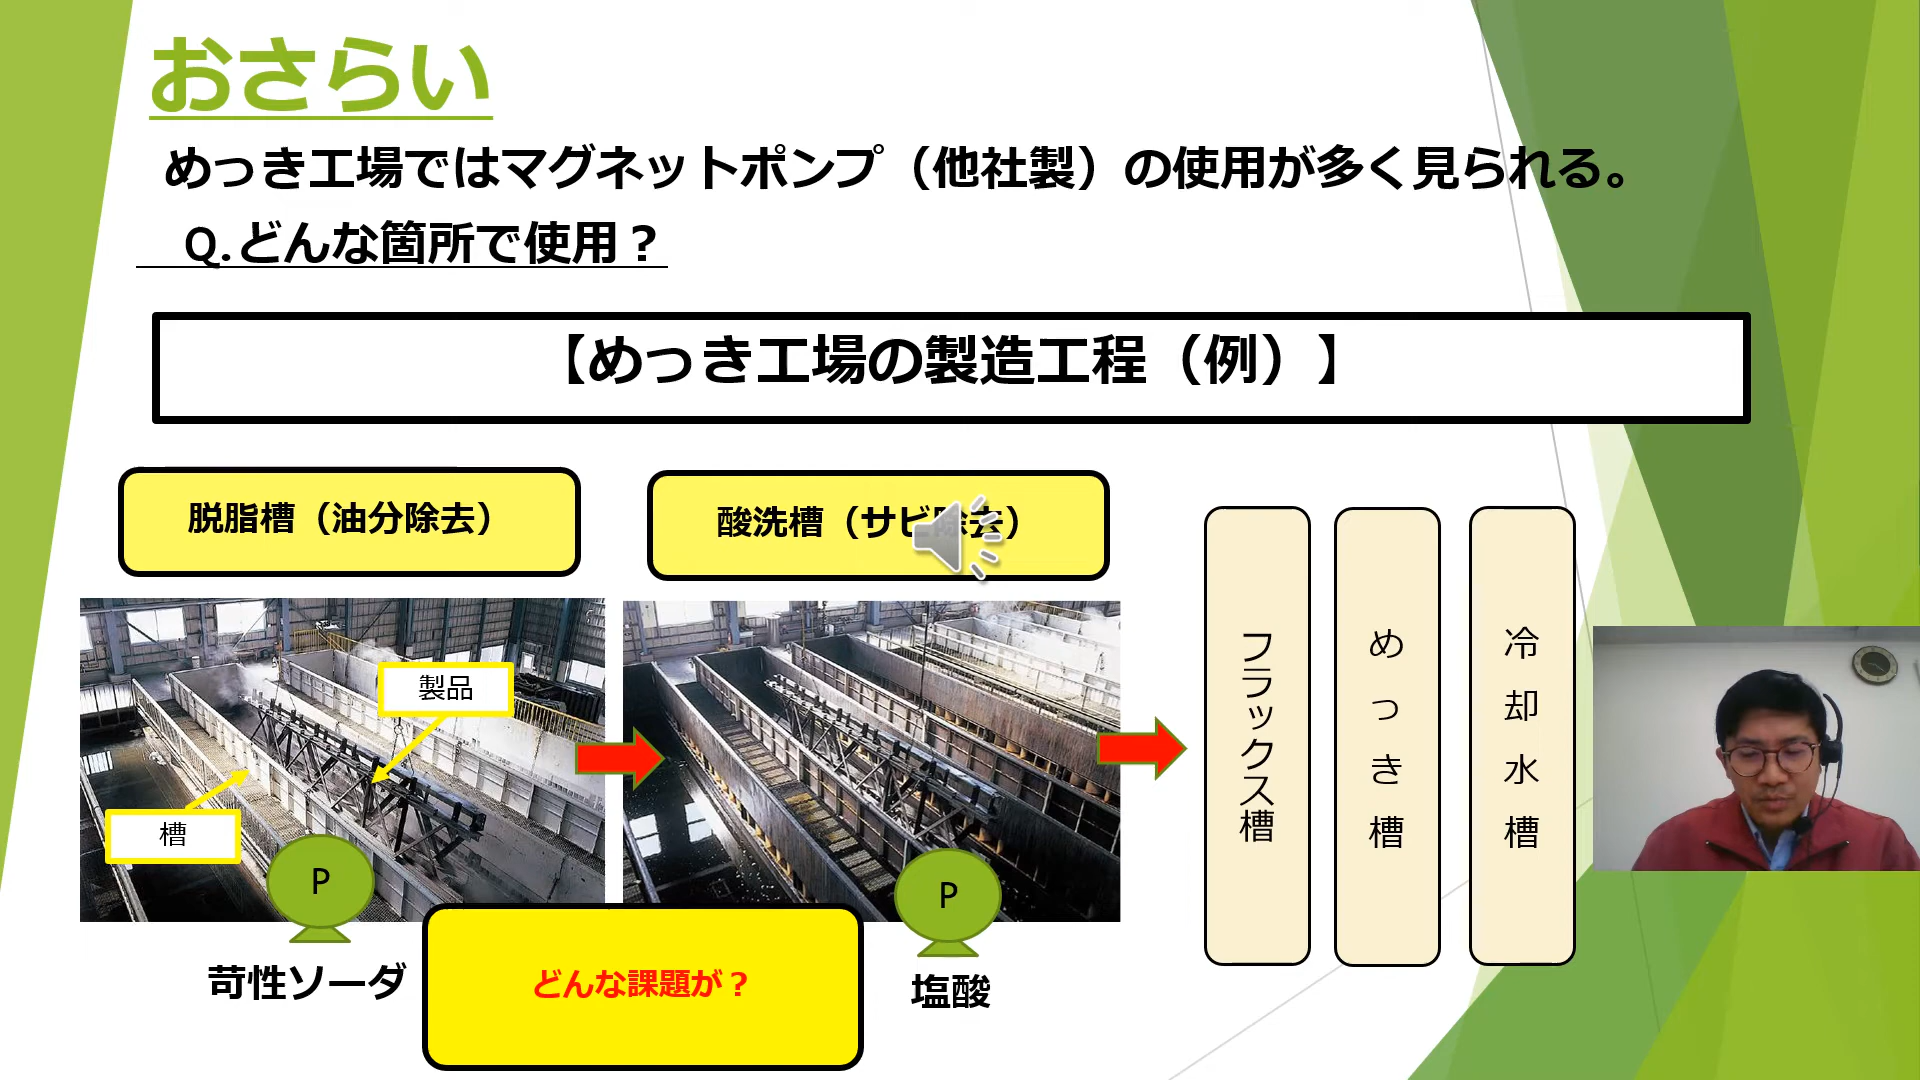 おさらい
めっき工場ではマグネットポンプ（他社製）の使用が多く見られる。
Q.どんな箇所で使用？
【めっき工場の製造工程（例）】
脱脂槽（油分除去）
酸洗槽（サビ除去）
製品
槽
P
苛性ソーダ
どんな課題が？
P
塩酸
フラックス槽
めっき槽
冷却水槽